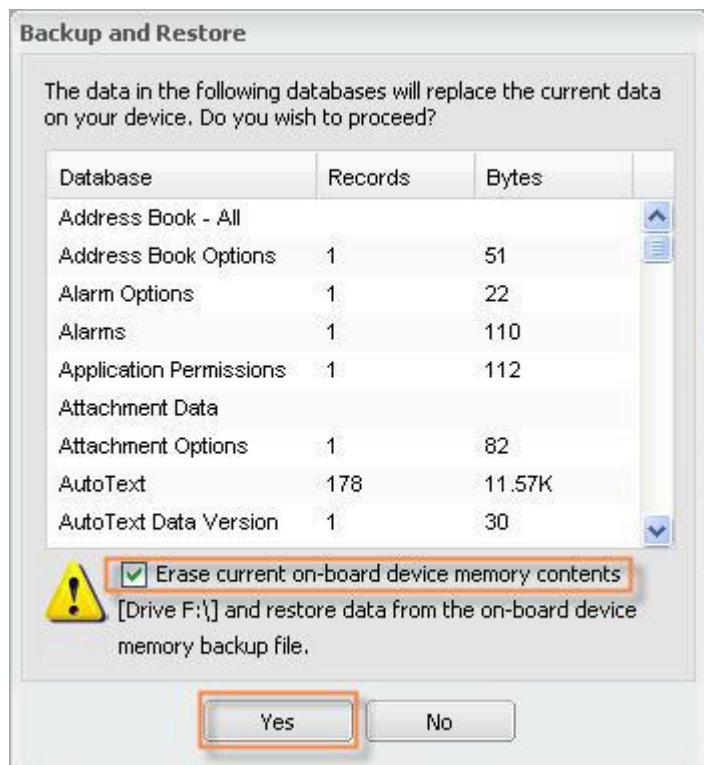 Backup and Restore
The data in the following databases will replace the current data
on your device. Do you wish to proceed?
Database Records Bytes
Address Book - All
Address Book Options 1 51
Alarm Options 1 22
Alarms 1 110
Application Permissions 1 112
Attachment Data
Attachment Options 1 82
AutoText 178 11.57K
AutoText Data Version 1 30
Erase current on-board device memory contents
[Drive F:\] and restore data from the on-board device
memory backup file.
Yes No